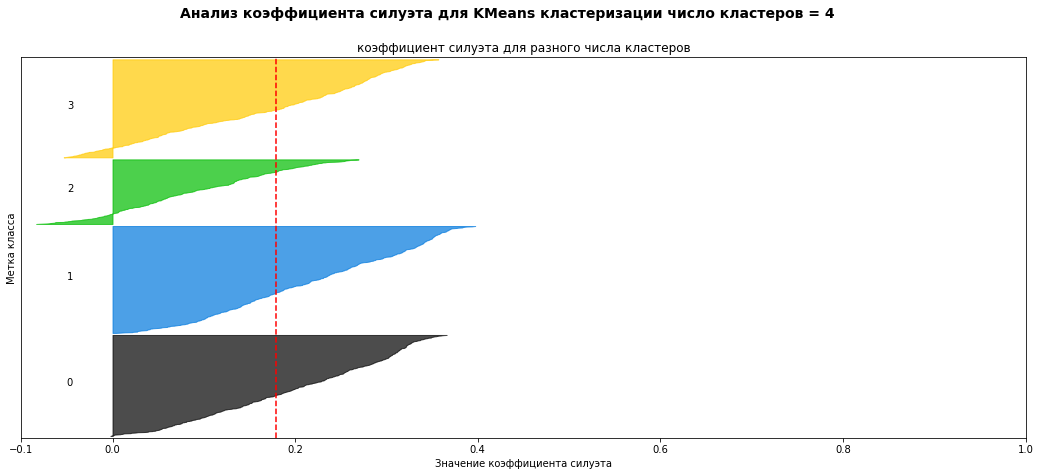 Анализ коэффициента силуэта для KMeans кластеризации число кластеров = 4
коэффициент силуэта для разного числа кластеров
Метка класса
3
2
1
0
−0.1
0.0
0.2
0.4
0.6
0.8
1.0
Значение коэффициента силуэта